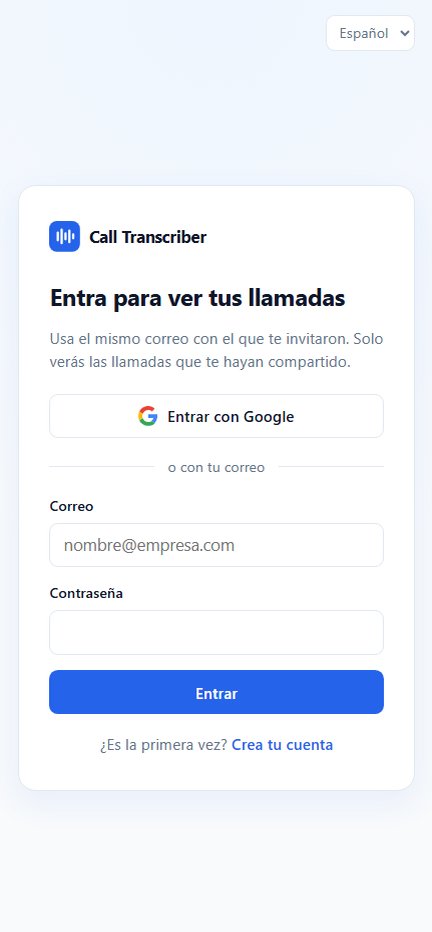 Español
Call Transcriber
Entra para ver tus llamadas
Usa el mismo correo con el que te invitaron. Solo
verás las llamadas que te hayan compartido.
Entrar con Google
o con tu correo
Correo
nombre@empresa.com
Contraseña
Entrar
¿Es la primera vez? Crea tu cuenta